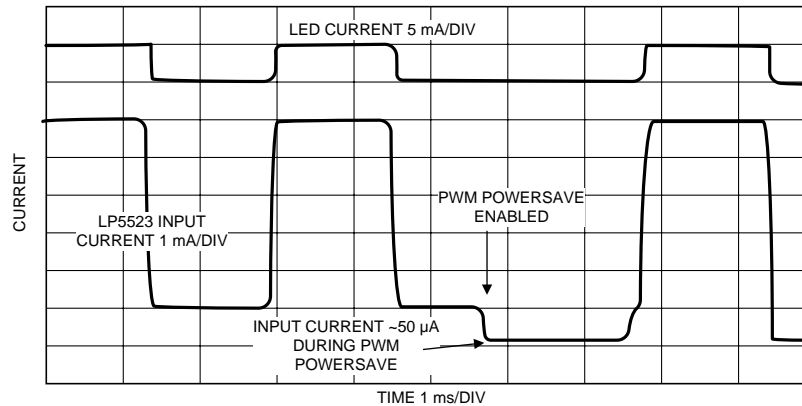 LED CURRENT 5 mA/DIV
CURRENT
PWM POWERSAVE
ENABLED
LP5523 INPUT
CURRENT 1 mA/DIV
INPUT CURRENT ~50 µA
DURING PWM
POWERSAVE
TIME 1 ms/DIV